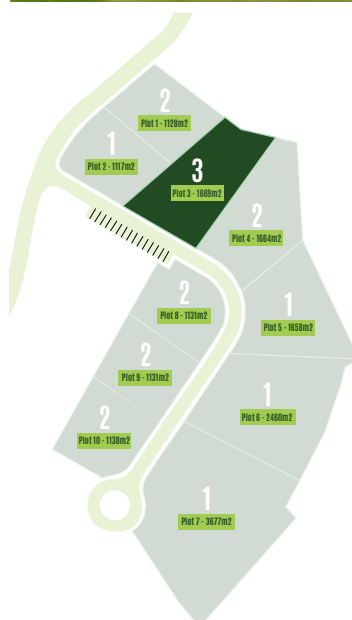 2
Plot 1 - 1128m2
1
Plot 2 - 1117m2
3
Plot 3 - 1669m2
2
Plot 4 - 1664m2
1
Plot 5 - 1658m2
2
Plot 8 - 1131m2
2
Plot 9 - 1131m2
1
Plot 6 - 2460m2
2
Plot 10 - 1138m2
1
Plot 7 - 3677m2